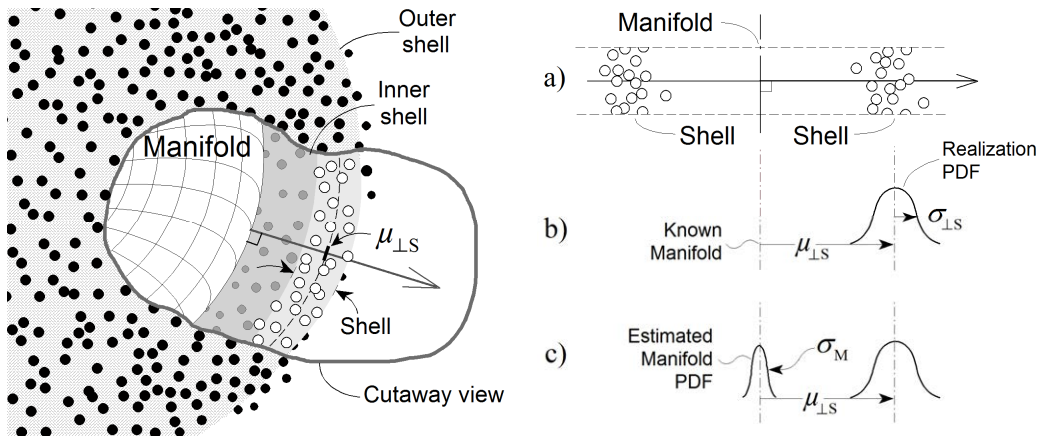 Outer
shell
Inner
shell
Manifold
μ⊥S
Shell
Cutaway view
a)
Manifold
Shell
Shell
b)
Realization
PDF
σ⊥S
Known
Manifold
μ⊥S
c)
Estimated
Manifold
PDF
σM
μ⊥S